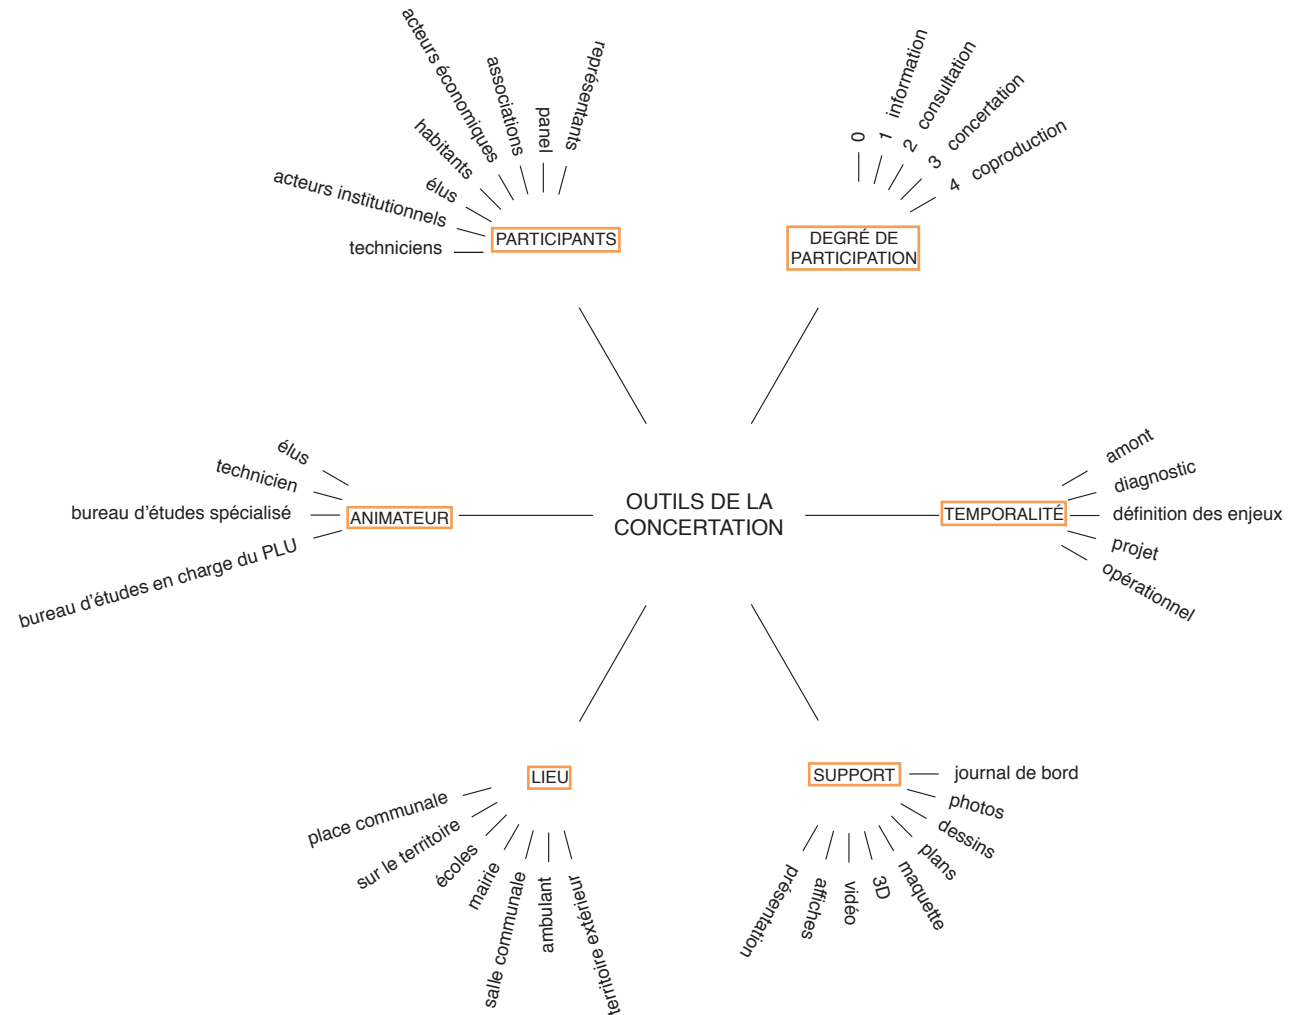 acteurs économiques
représentants
associations
panel
habitants
élus
acteurs institutionnels
techniciens
PARTICIPANTS
0
1 information
2 consultation
3 concertation
4 coproduction
DEGRÉ DE
PARTICIPATION
élus
technicien
bureau d'études spécialisé
bureau d'études en charge du PLU
ANIMATEUR
OUTILS DE LA
CONCERTATION
TEMPORALITÉ
amont
diagnostic
définition des enjeux
projet
opérationnel
LIEU
place communale
sur le territoire
écoles
mairie
salle communale
ambulant
territoire extérieur
SUPPORT
journal de bord
photos
dessins
plans
maquette
3D
vidéo
affiches
présentation